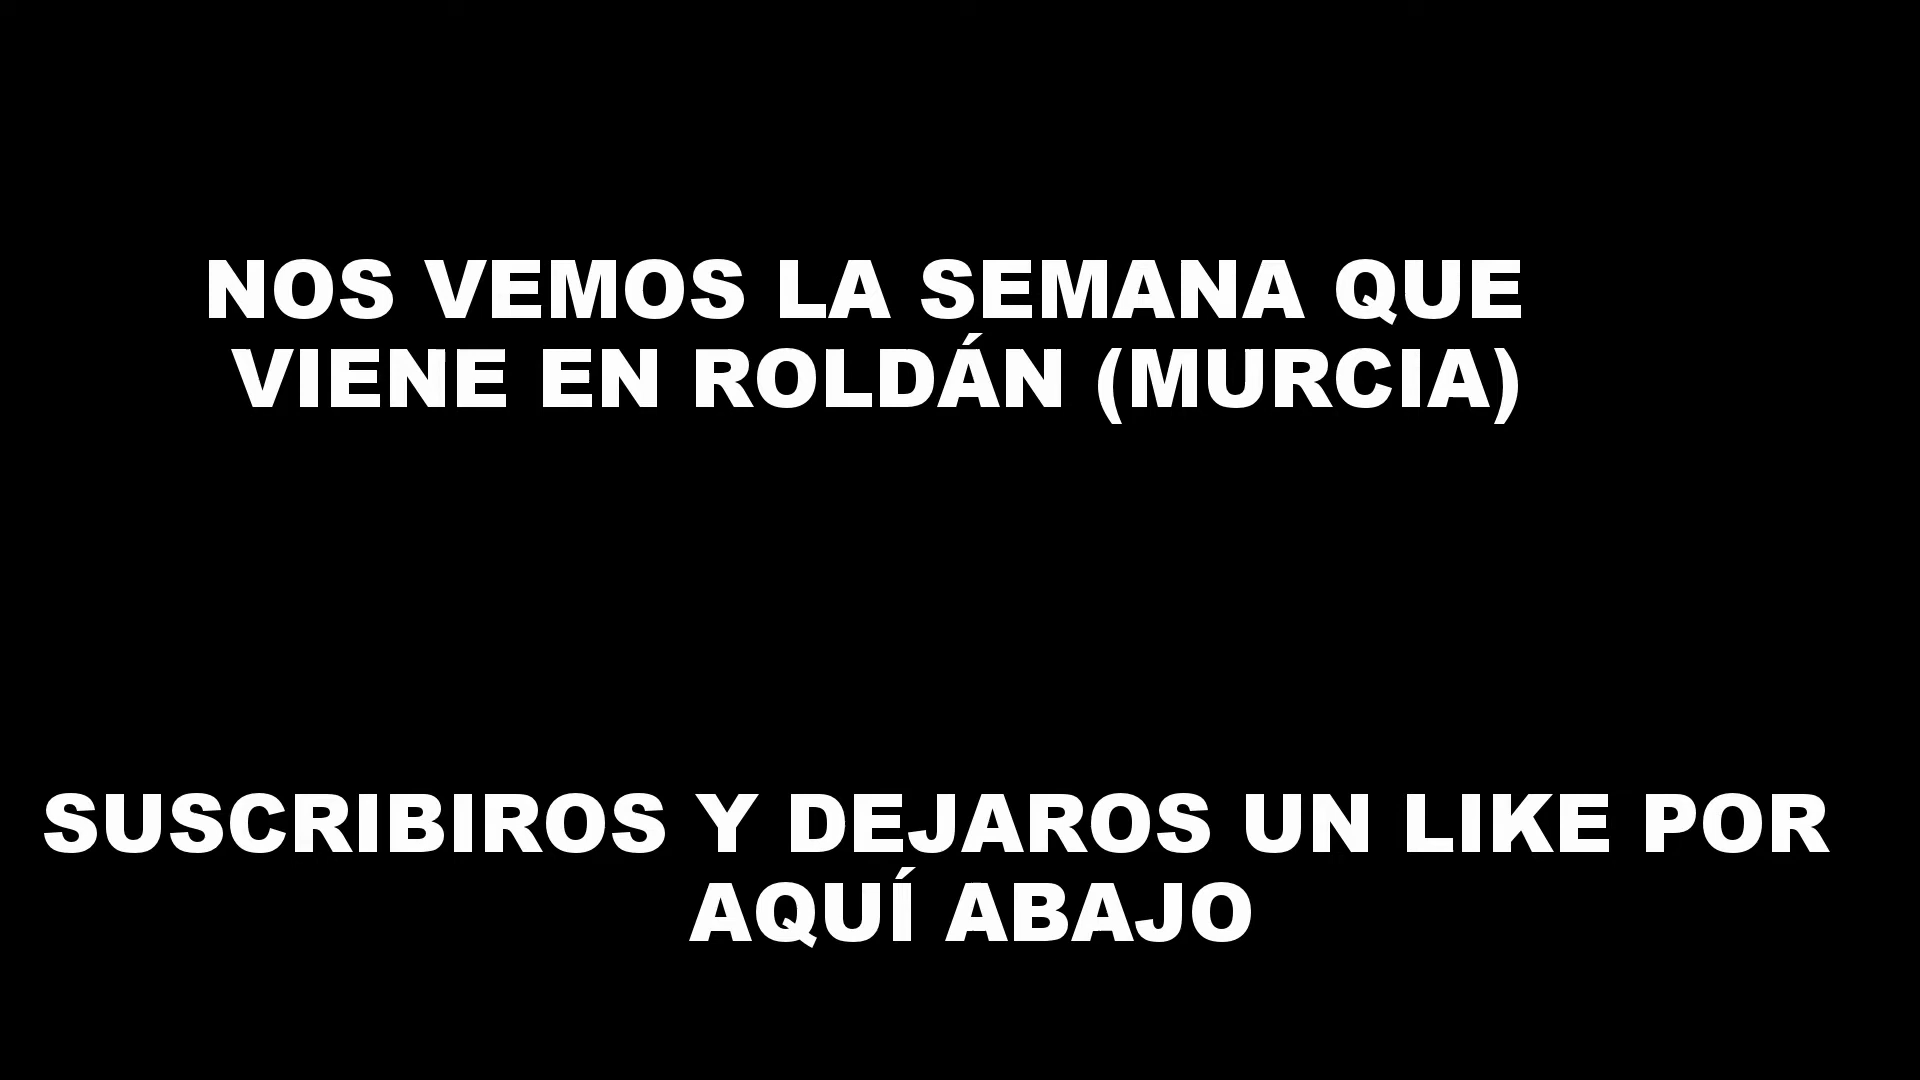 NOS VEMOS LA SEMANA QUE
VIENE EN ROLDÁN (MURCIA)
SUSCRIBIROS Y DEJAROS UN LIKE POR
AQUÍ ABAJO